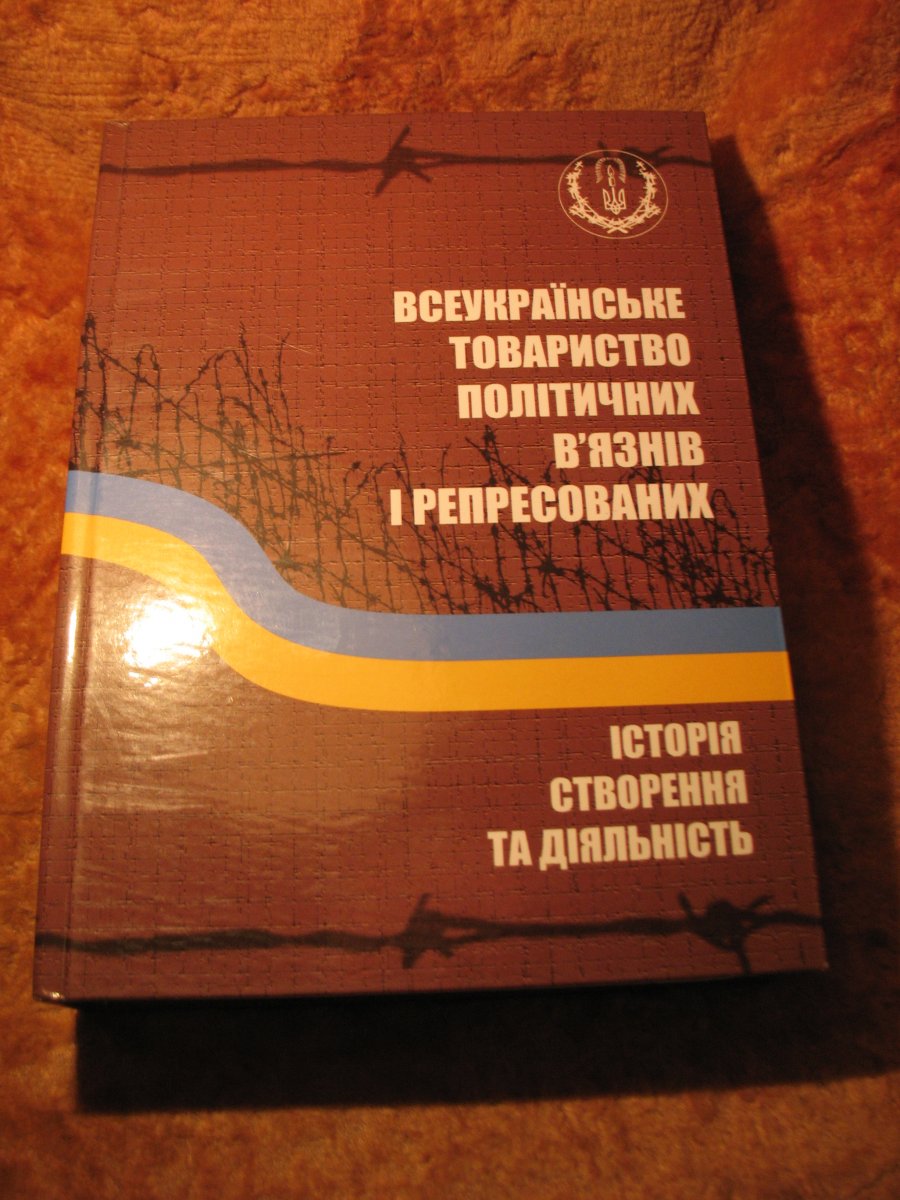 ВСЕУКРАЇНСЬКЕ
ТОВАРИСТВО
ПОЛІТИЧНИХ
В'ЯЗНІВ
І РЕПРЕСОВАНИХ
ІСТОРІЯ
СТВОРЕННЯ
ТА ДІЯЛЬНІСТЬ